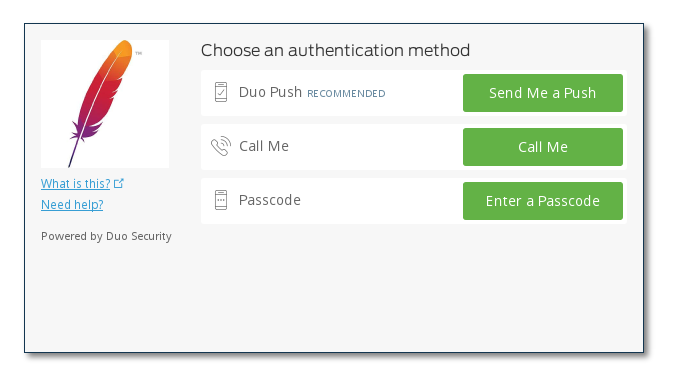 Choose an authentication method
™
Duo Push RECOMMENDED
Send Me a Push
Call Me
Call Me
Passcode
Enter a Passcode
What is this?
Need help?
Powered by Duo Security